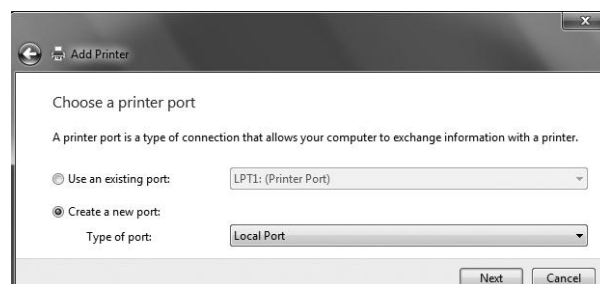 Add Printer
Choose a printer port
A printer port is a type of connection that allows your computer to exchange information with a printer.
Use an existing port: LPT1: (Printer Port)
Create a new port:
Type of port: Local Port
Next Cancel